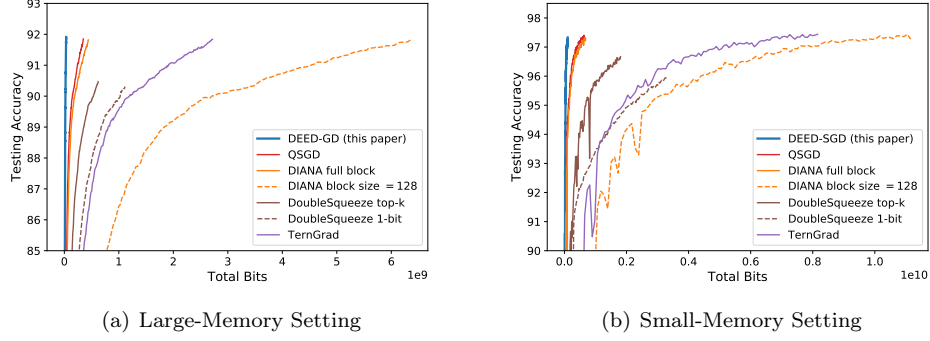 93
92
91
90
89
88
87
86
85
Testing Accuracy
DEED-GD (this paper)
QSGD
DIANA full block
DIANA block size = 128
DoubleSqueeze top-k
DoubleSqueeze 1-bit
TernGrad
0 1 2 3 4 5 6
Total Bits
1e9
(a) Large-Memory Setting
98
97
96
95
94
93
92
91
90
Testing Accuracy
DEED-SGD (this paper)
QSGD
DIANA full block
DIANA block size = 128
DoubleSqueeze top-k
DoubleSqueeze 1-bit
TernGrad
0.0 0.2 0.4 0.6 0.8 1.0
Total Bits
1e10
(b) Small-Memory Setting